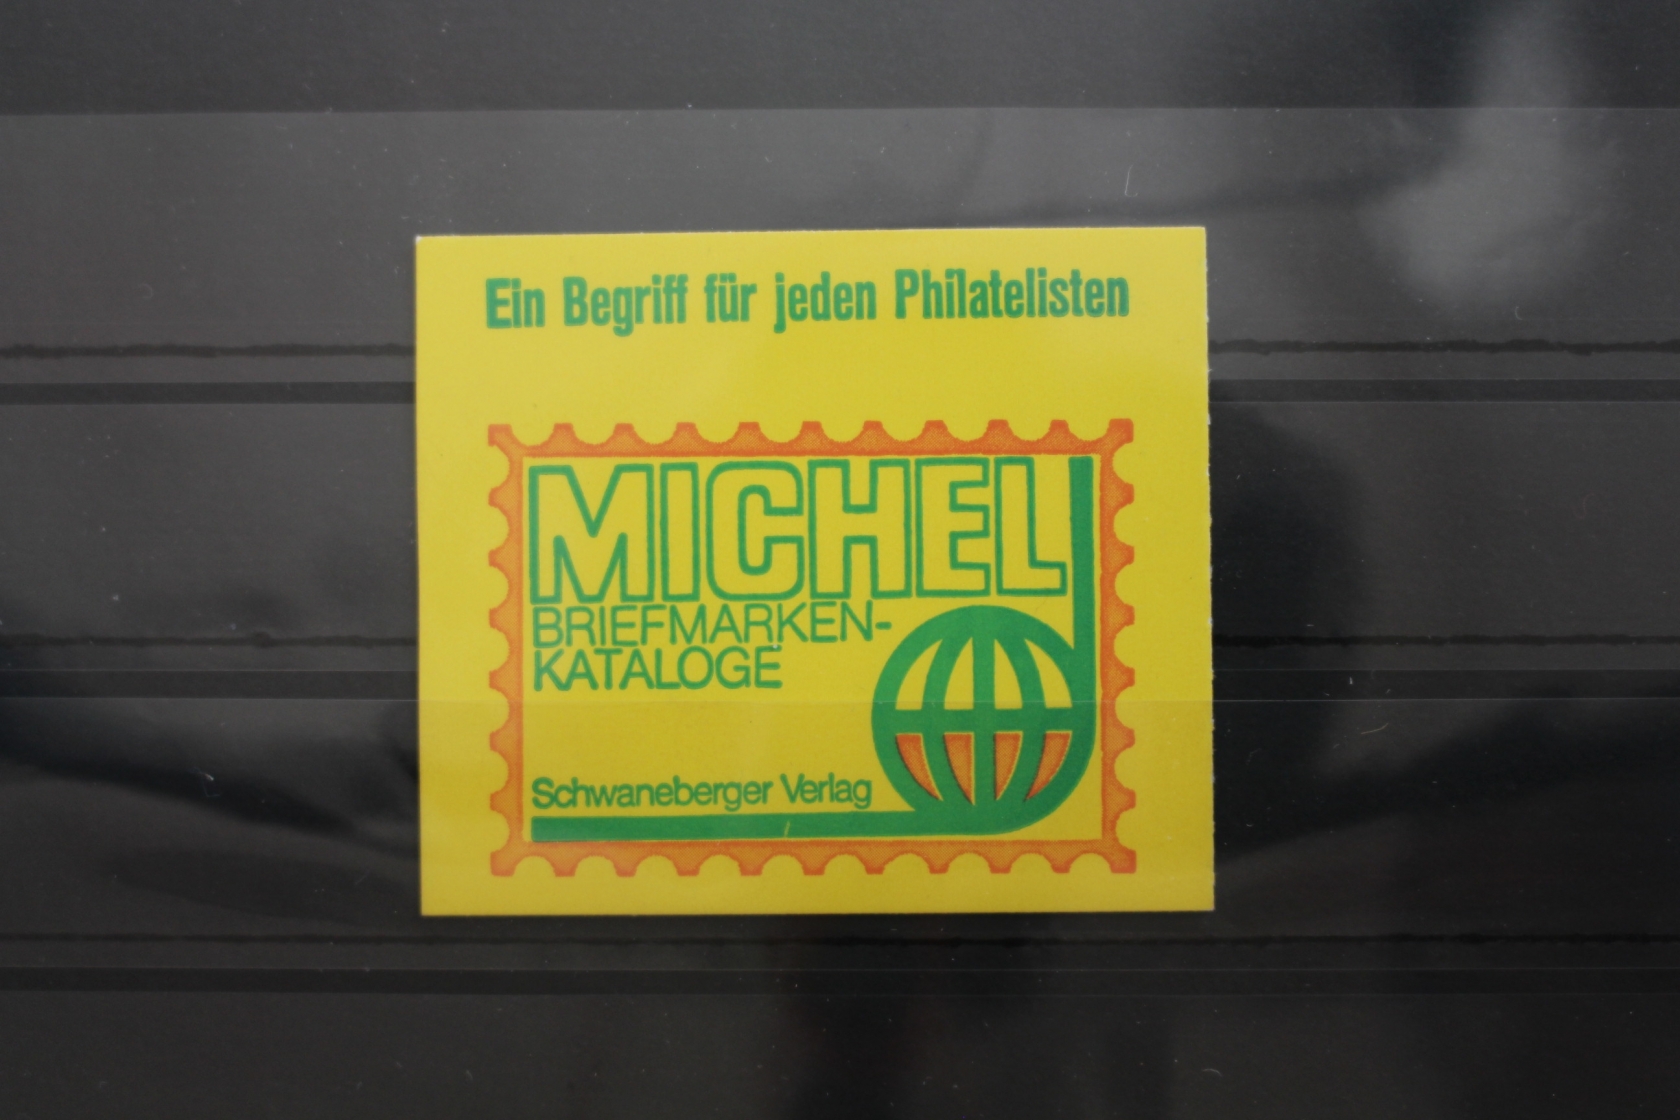 Ein Begriff für jeden Philatelisten
MICHEL
BRIEFMARKEN-
KATALOGE
Schwaneberger Verlag